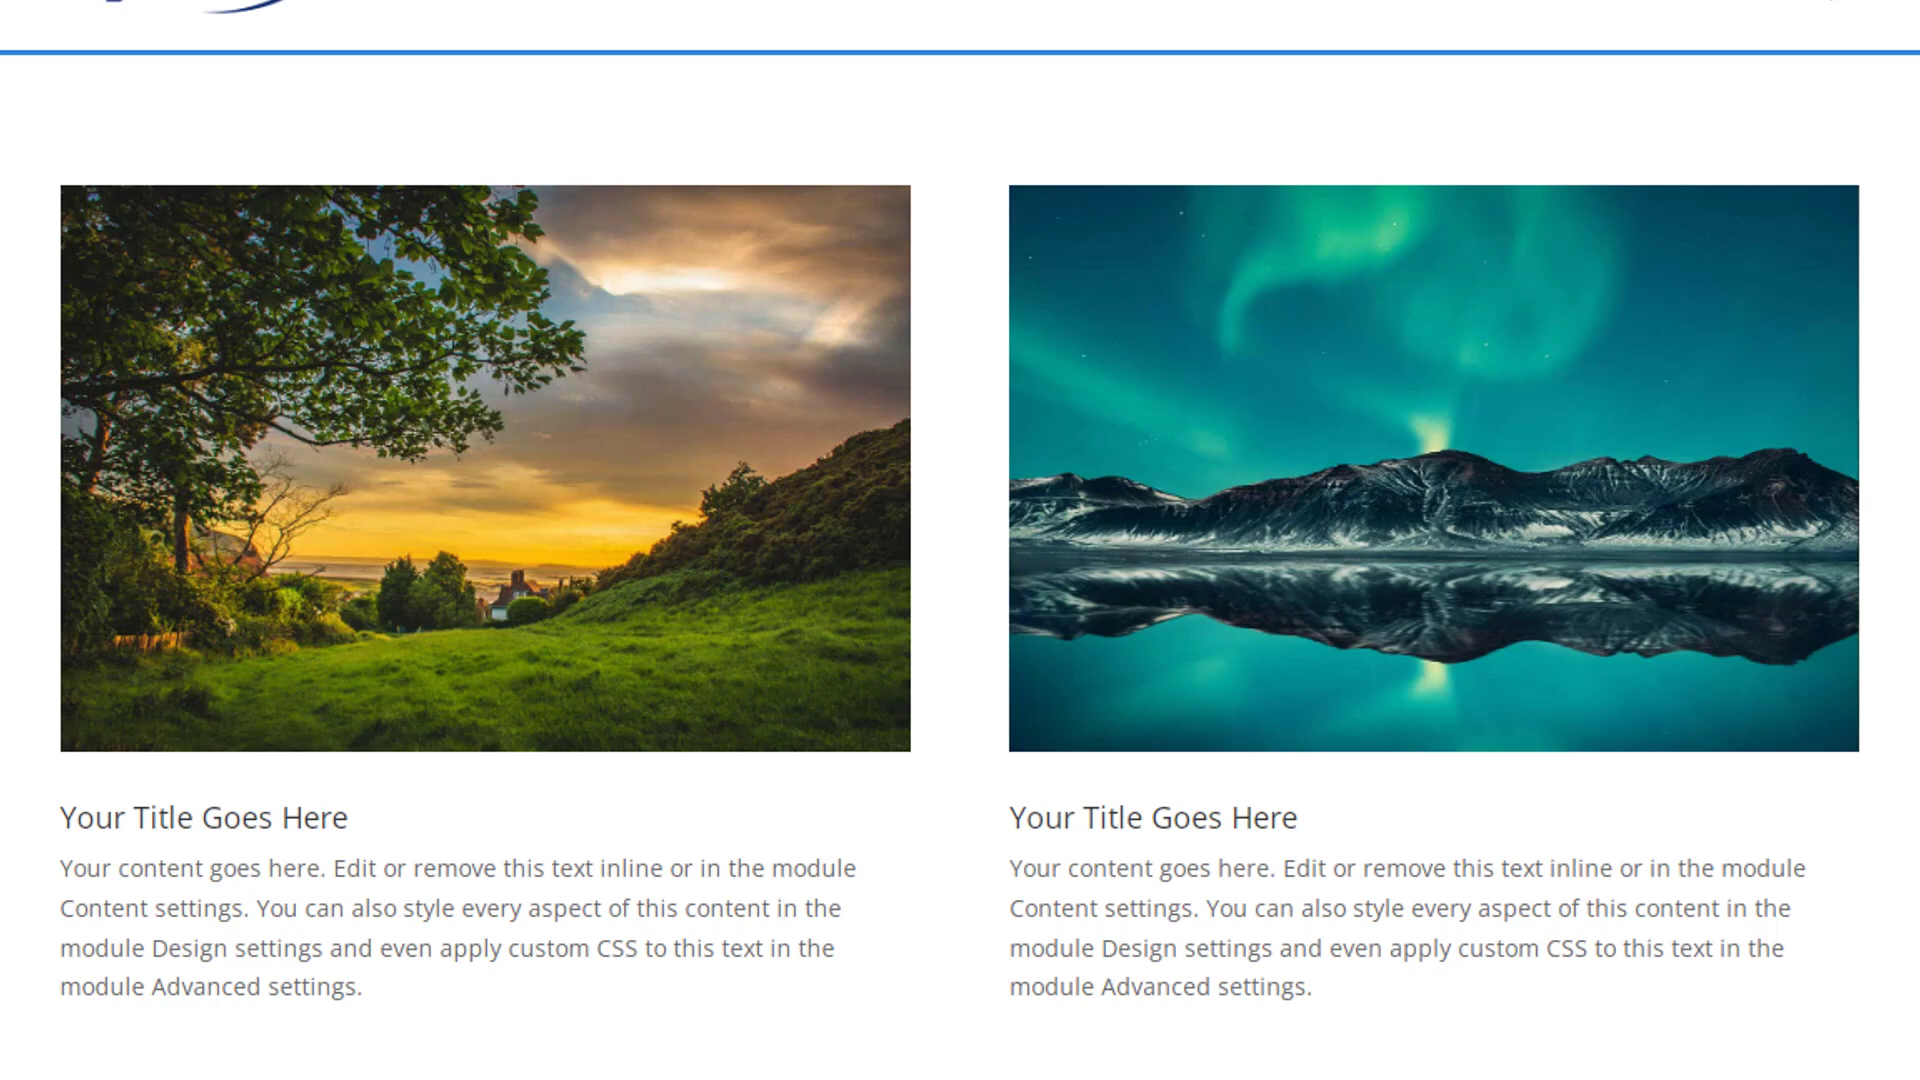 Your Title Goes Here
Your content goes here. Edit or remove this text inline or in the module
Content settings. You can also style every aspect of this content in the
module Design settings and even apply custom CSS to this text in the
module Advanced settings.
Your Title Goes Here
Your content goes here. Edit or remove this text inline or in the module
Content settings. You can also style every aspect of this content in the
module Design settings and even apply custom CSS to this text in the
module Advanced settings.